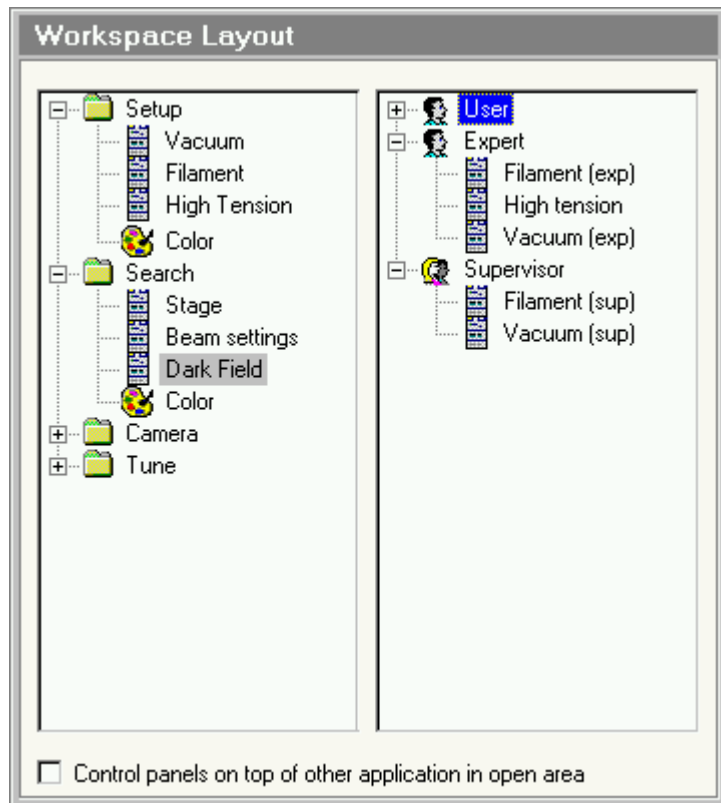 Workspace Layout
Setup
Vacuum
Filament
High Tension
Color
Search
Stage
Beam settings
Dark Field
Color
Camera
Tune
User
Expert
Filament (exp)
High tension
Vacuum (exp)
Supervisor
Filament (sup)
Vacuum (sup)
Control panels on top of other application in open area